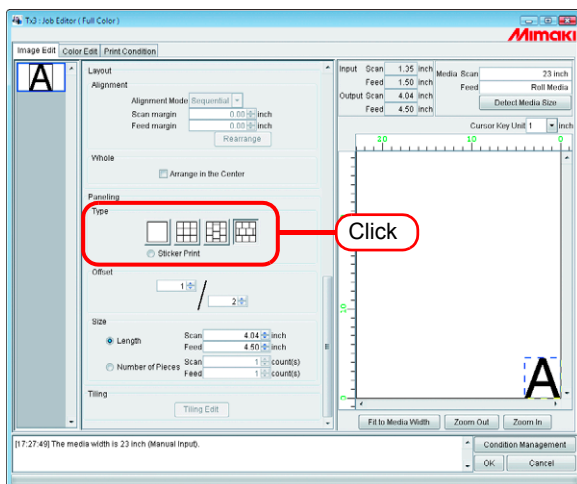 Tx3 : Job Editor ( Full Color )
Mimaki
Image Edit Color Edit Print Condition
A
Layout
Alignment
Alignment Mode Sequential
Scan margin 0.00 inch
Feed margin 0.00 inch
Rearrange
Whole
Arrange in the Center
Paneling
Type
Sticker Print
Click
Offset
1 / 2
Size
Length
Scan 4.04 inch
Feed 4.50 inch
Number of Pieces
Scan 1 count(s)
Feed 1 count(s)
Tiling
Tiling Edit
Input Scan 1.35 inch
Feed 1.50 inch
Output Scan 4.04 inch
Feed 4.50 inch
Media Scan 23 inch
Feed Roll Media
Detect Media Size
Cursor Key Unit 1 inch
20 10 0
10
0
A
Fit to Media Width Zoom Out Zoom In
[17:27:49] The media width is 23 inch (Manual Input).
Condition Management
OK Cancel